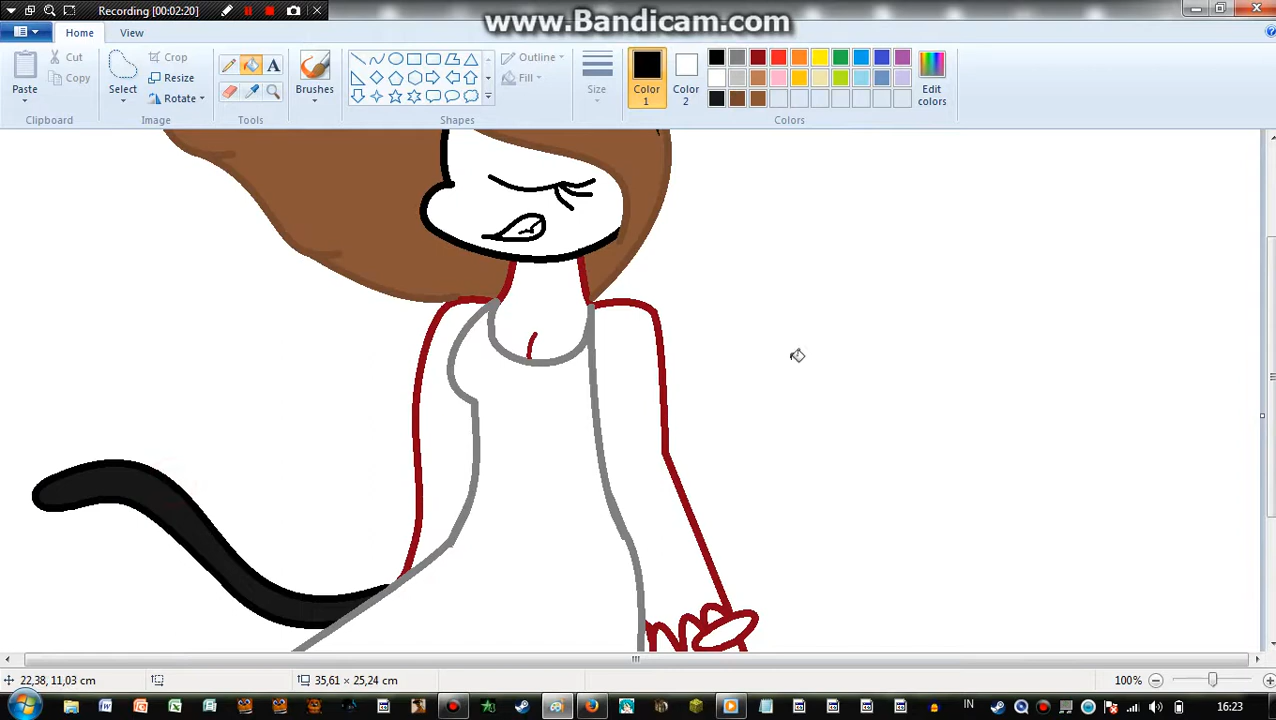 Recording [00:02:20]
www.Bandicam.com
Home View
Paste
Cut
Copy
Clipboard
Select
Crop
Resize
Rotate
Image
A
Tools
Brushes
Outline
Fill
Shapes
Size
Color 1
Color 2
Edit colors
Colors
22,38, 11,03 cm
35,61 × 25,24 cm
100%
IN
16:23